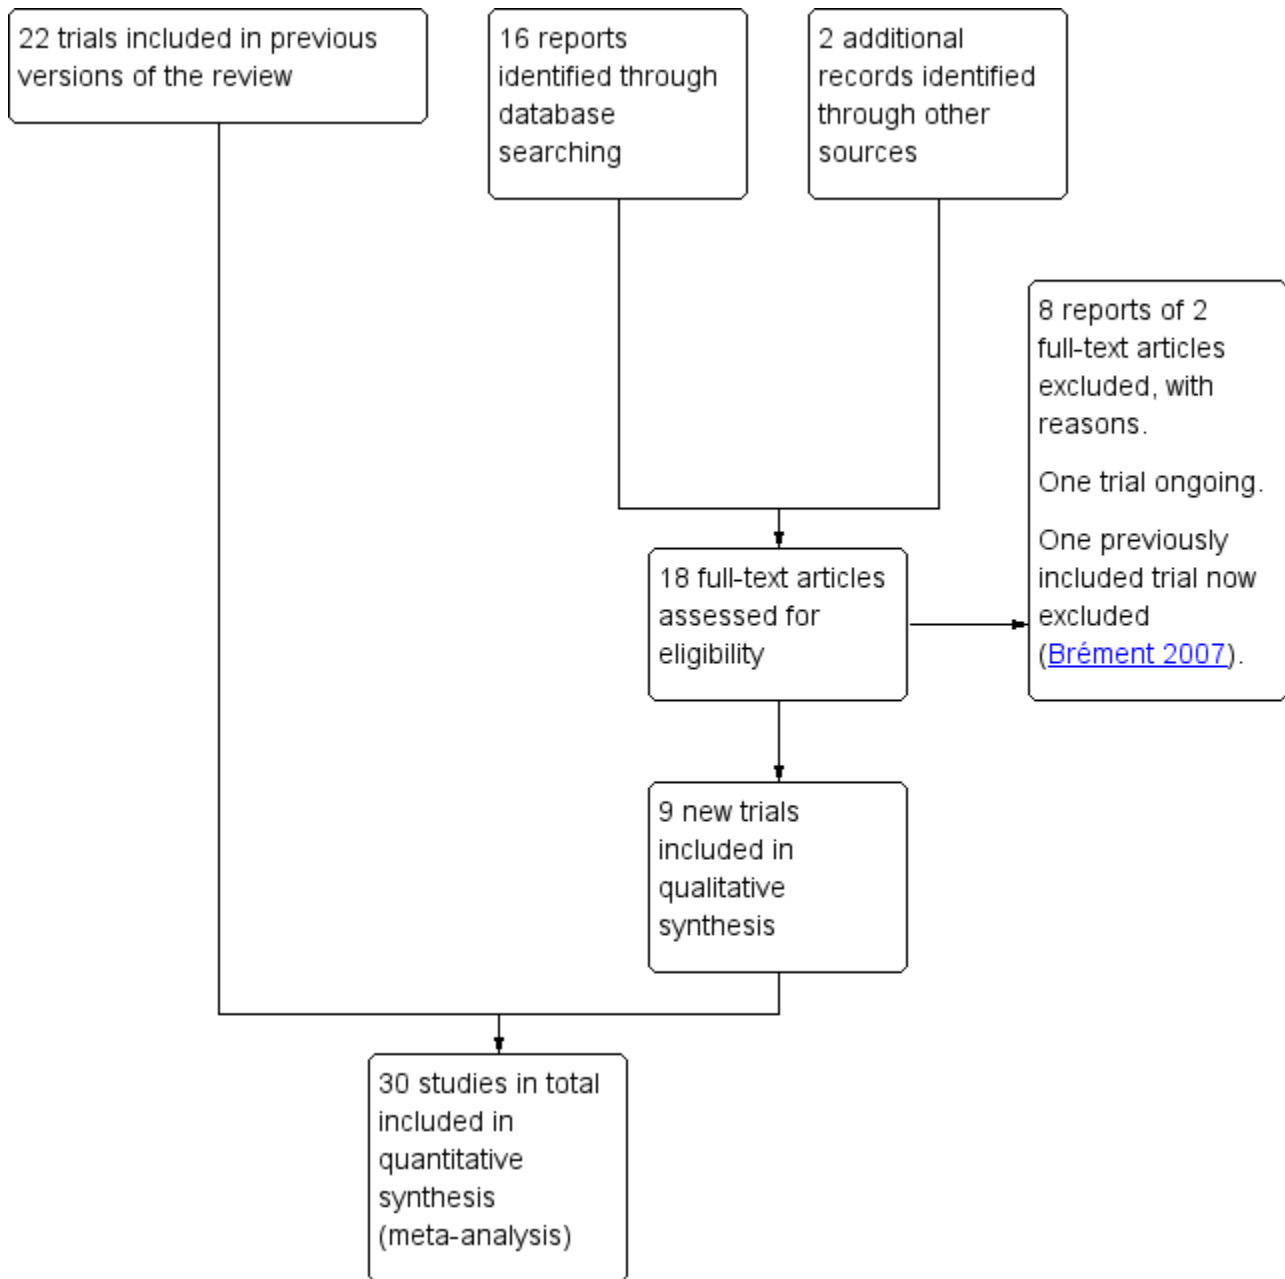 22 trials included in previous
versions of the review
16 reports
identified through
database
searching
2 additional
records identified
through other
sources
8 reports of 2
full-text articles
excluded, with
reasons.
One trial ongoing.
One previously
included trial now
excluded
(Brément 2007).
18 full-text articles
assessed for
eligibility
9 new trials
included in
qualitative
synthesis
30 studies in total
included in
quantitative
synthesis
(meta-analysis)